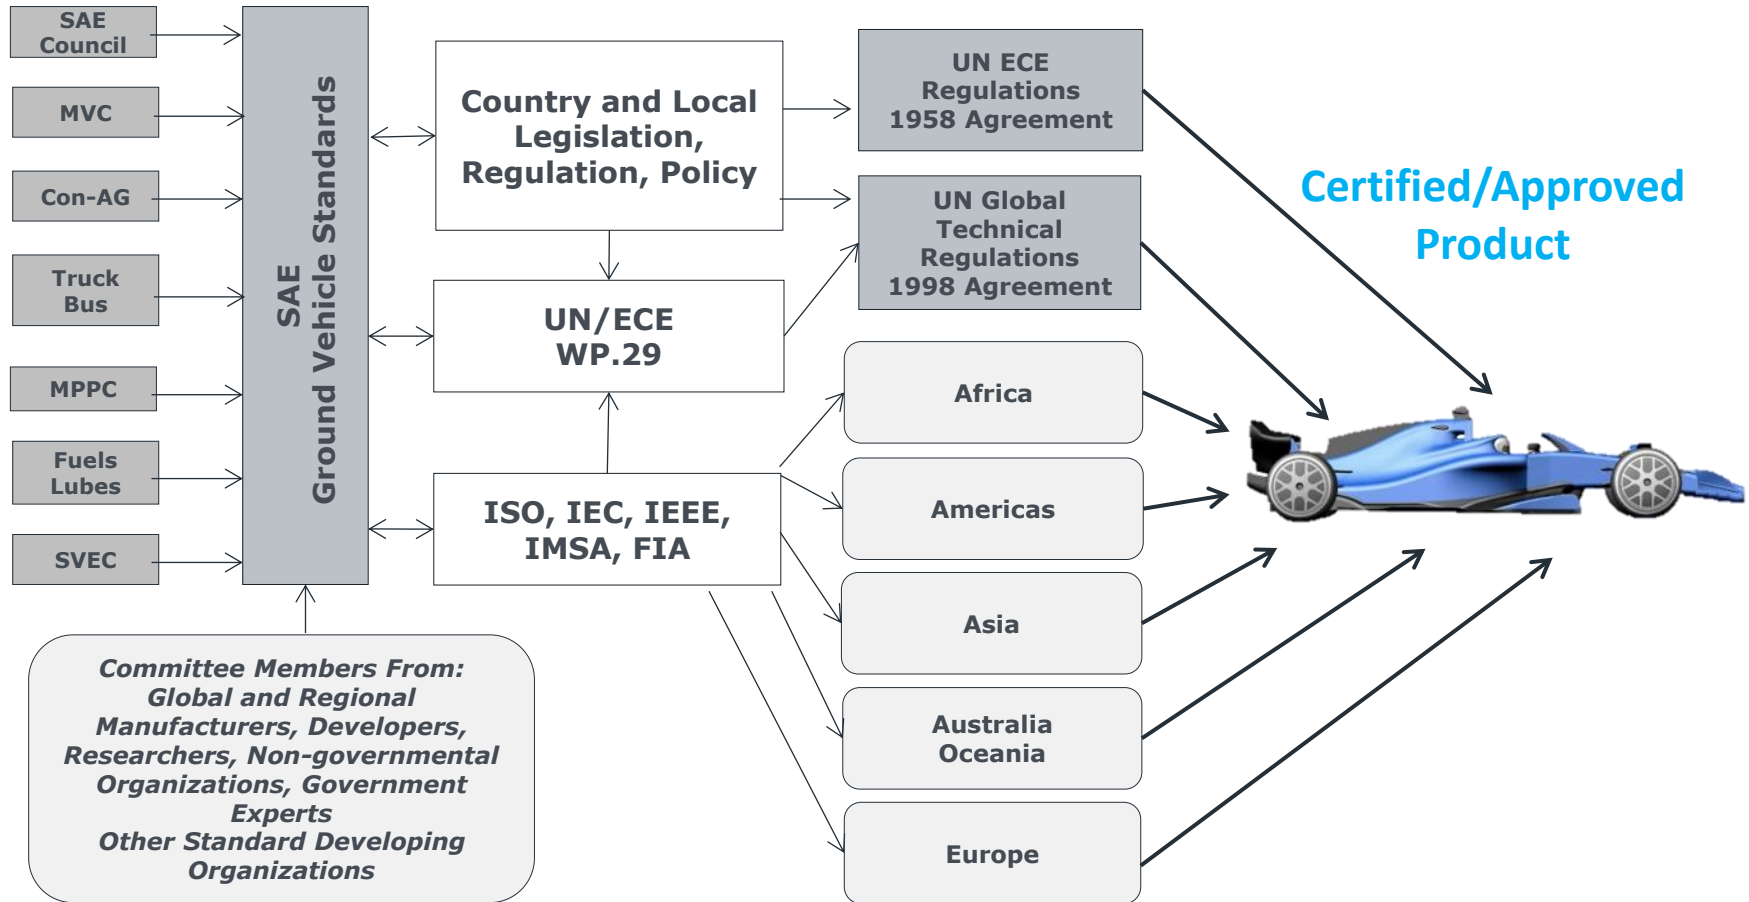 SAE
Council
MVC
Con-AG
Truck
Bus
MPPC
Fuels
Lubes
SVEC
SAE
Ground Vehicle Standards
Committee Members From:
Global and Regional
Manufacturers, Developers,
Researchers, Non-governmental
Organizations, Government
Experts
Other Standard Developing
Organizations
Country and Local
Legislation,
Regulation, Policy
UN/ECE
WP.29
ISO, IEC, IEEE,
IMSA, FIA
UN ECE
Regulations
1958 Agreement
UN Global
Technical
Regulations
1998 Agreement
Africa
Americas
Asia
Australia
Oceania
Europe
Certified/Approved
Product